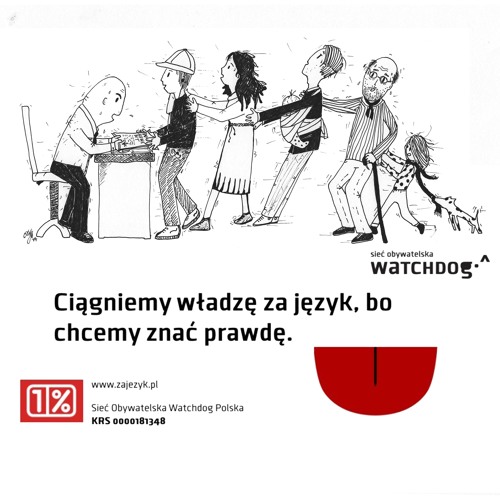 sieć obywatelska
WATCHDOG
Ciągniemy władzę za język, bo
chcemy znać prawdę.
1%
www.zajezyk.pl
Sieć Obywatelska Watchdog Polska
KRS 0000181348